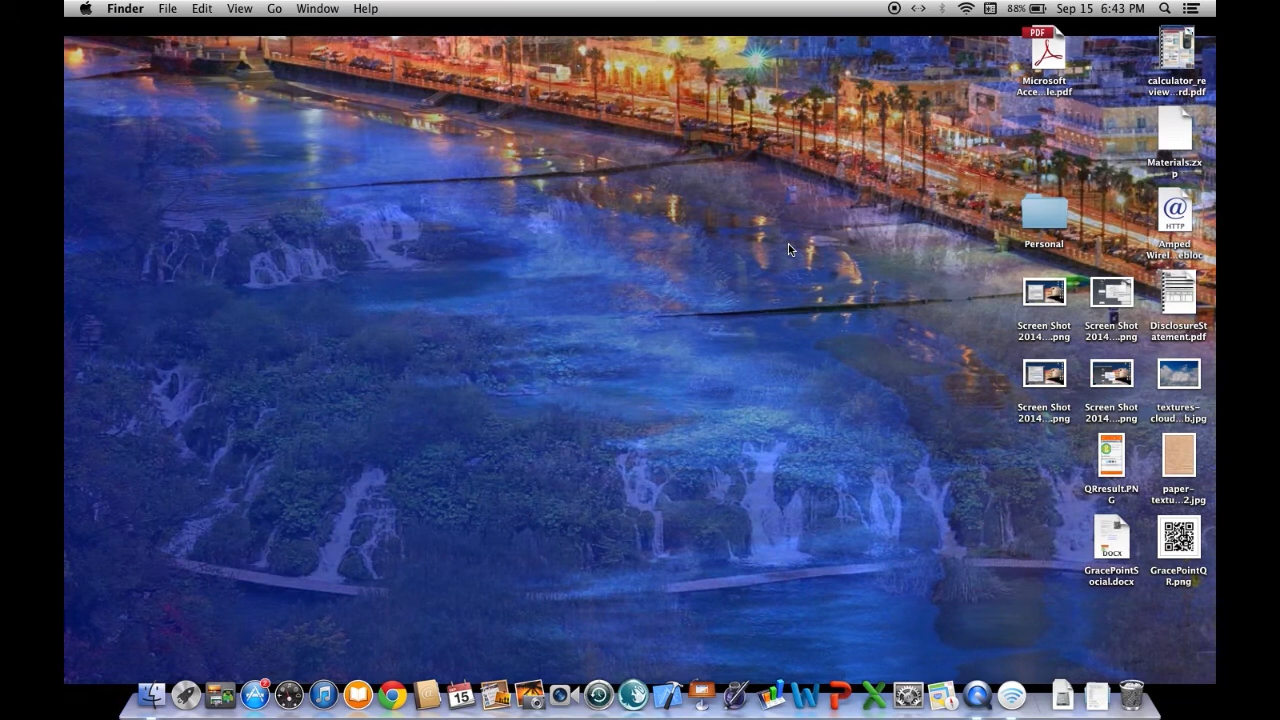 Finder File Edit View Go Window Help 88% Sep 15 6:43 PM
PDF
Microsoft
Acce...le.pdf
calculator_re
view...rd.pdf
Materials.zx
p
Personal
@
HTTP
Amped
Wirel...ebloc
Screen Shot
2014....png
Screen Shot
2014....png
DisclosureSt
atement.pdf
Screen Shot
2014....png
Screen Shot
2014....png
textures-
cloud...b.jpg
QRresult.PN
G
paper-
textu...2.jpg
DOCX
GracePointS
ocial.docx
GracePointQ
R.png
15
W P X